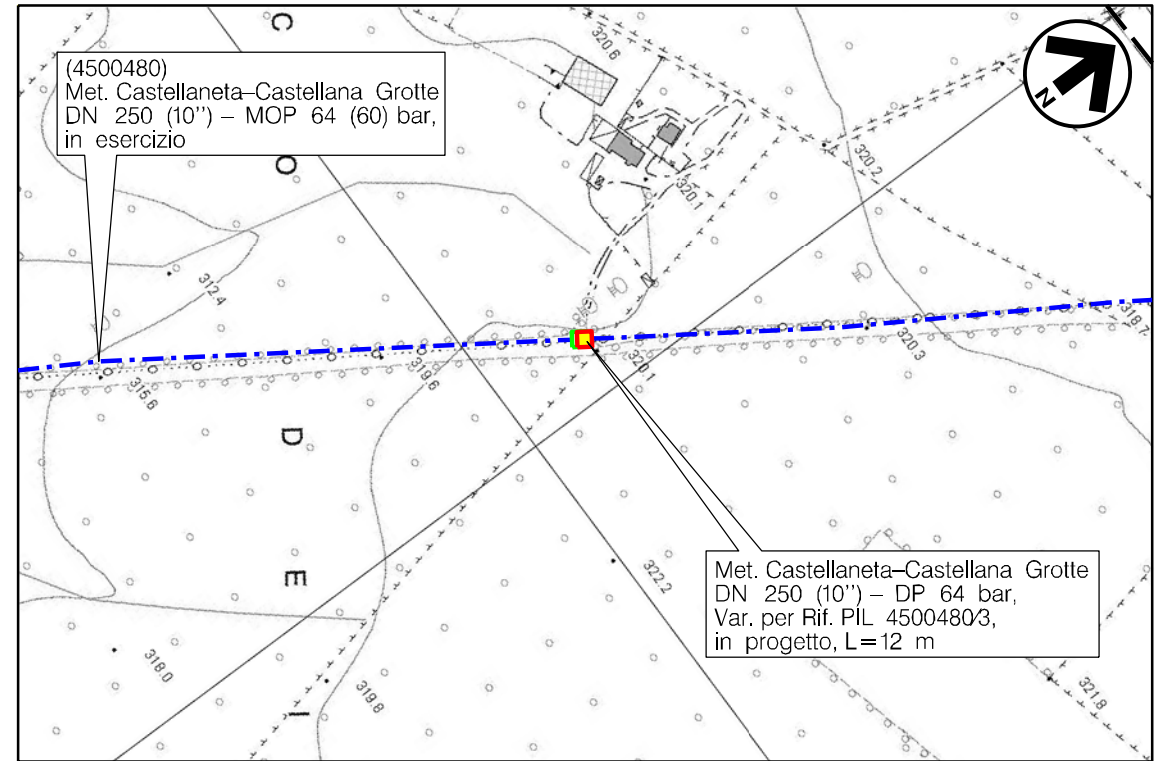 (4500480)
Met. Castellaneta–Castellana Grotte
DN 250 (10'') – MOP 64 (60) bar,
in esercizio
C
O
D
E
I
N
320.6
320.2
320.1
312.4
318.7
320.3
320.1
319.6
315.6
322.2
Met. Castellaneta–Castellana Grotte
DN 250 (10'') – DP 64 bar,
Var. per Rif. PIL 4500480/3,
in progetto, L=12 m
318.0
319.8
321.8